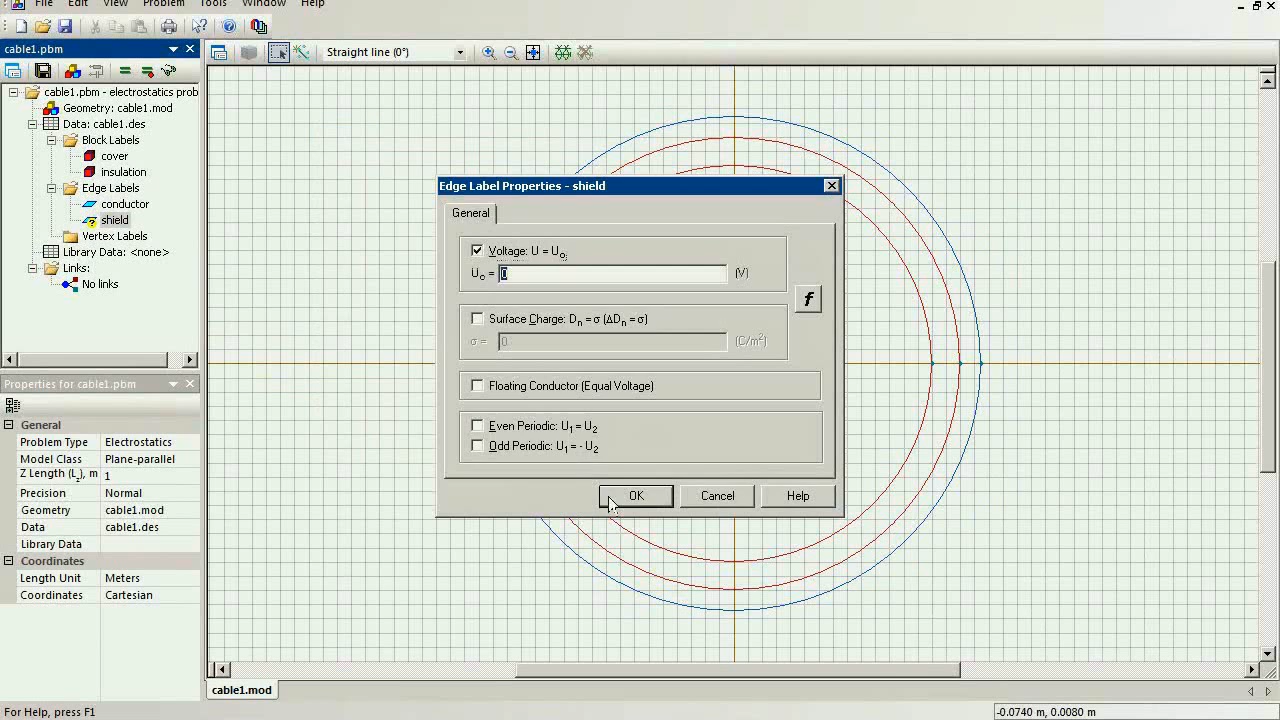 File Edit View Problem Tools Window Help
cable1.pbm
Straight line (0°)
cable1.pbm - electrostatics prob
Geometry: cable1.mod
Data: cable1.des
Block Labels
cover
insulation
Edge Labels
conductor
shield
Vertex Labels
Library Data: <none>
Links:
No links
Properties for cable1.pbm
General
Problem Type Electrostatics
Model Class Plane-parallel
Z Length (Lz), m 1
Precision Normal
Geometry cable1.mod
Data cable1.des
Library Data
Coordinates
Length Unit Meters
Coordinates Cartesian
Edge Label Properties - shield
General
Voltage: U = U₀;
U₀ = 0 (V)
f
Surface Charge: Dn = σ (ΔDn = σ)
σ = 0 (C/m²)
Floating Conductor (Equal Voltage)
Even Periodic: U₁ = U₂
Odd Periodic: U₁ = - U₂
OK Cancel Help
cable1.mod
For Help, press F1
-0.0740 m, 0.0080 m